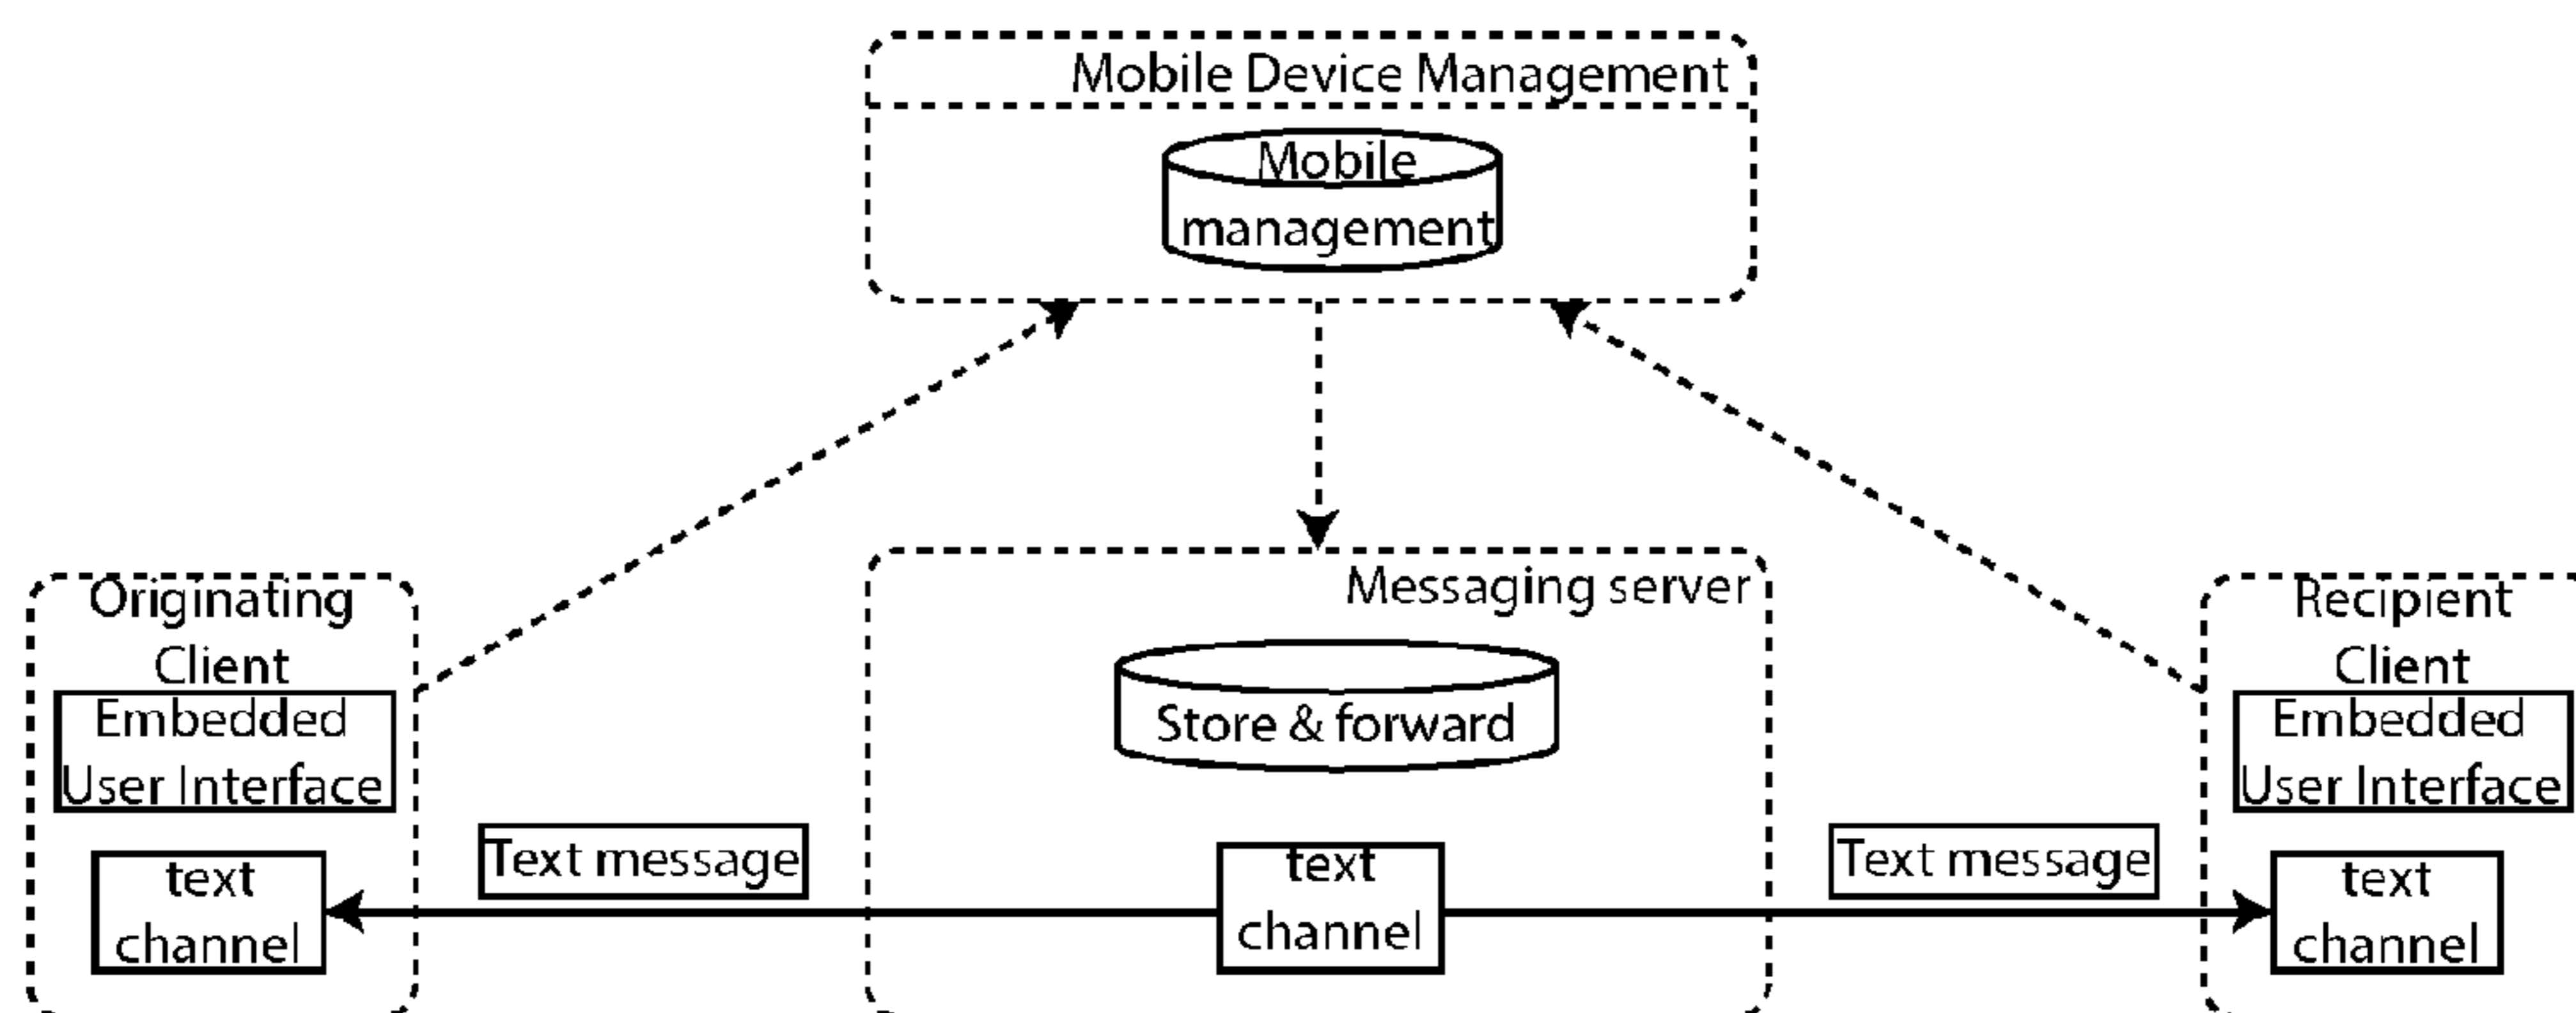 Mobile Device Management
Mobile
management
Messaging server
Store & forward
text
channel
Originating
Client
Embedded
User Interface
text
channel
Text message
Text message
Recipient
Client
Embedded
User Interface
text
channel